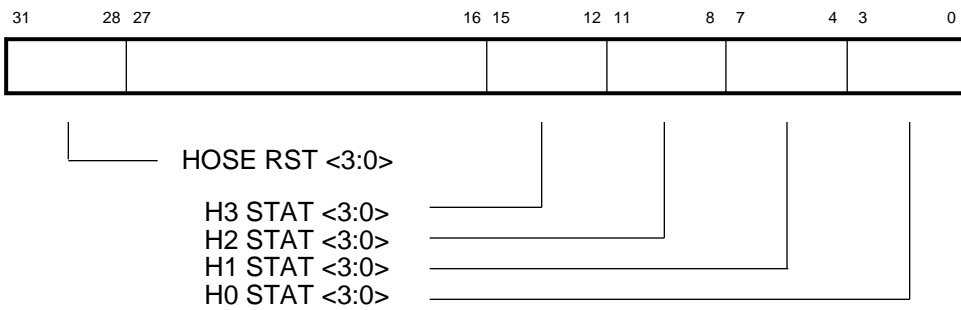 31 28 27 16 15 12 11 8 7 4 3 0
HOSE RST <3:0>
H3 STAT <3:0>
H2 STAT <3:0>
H1 STAT <3:0>
H0 STAT <3:0>